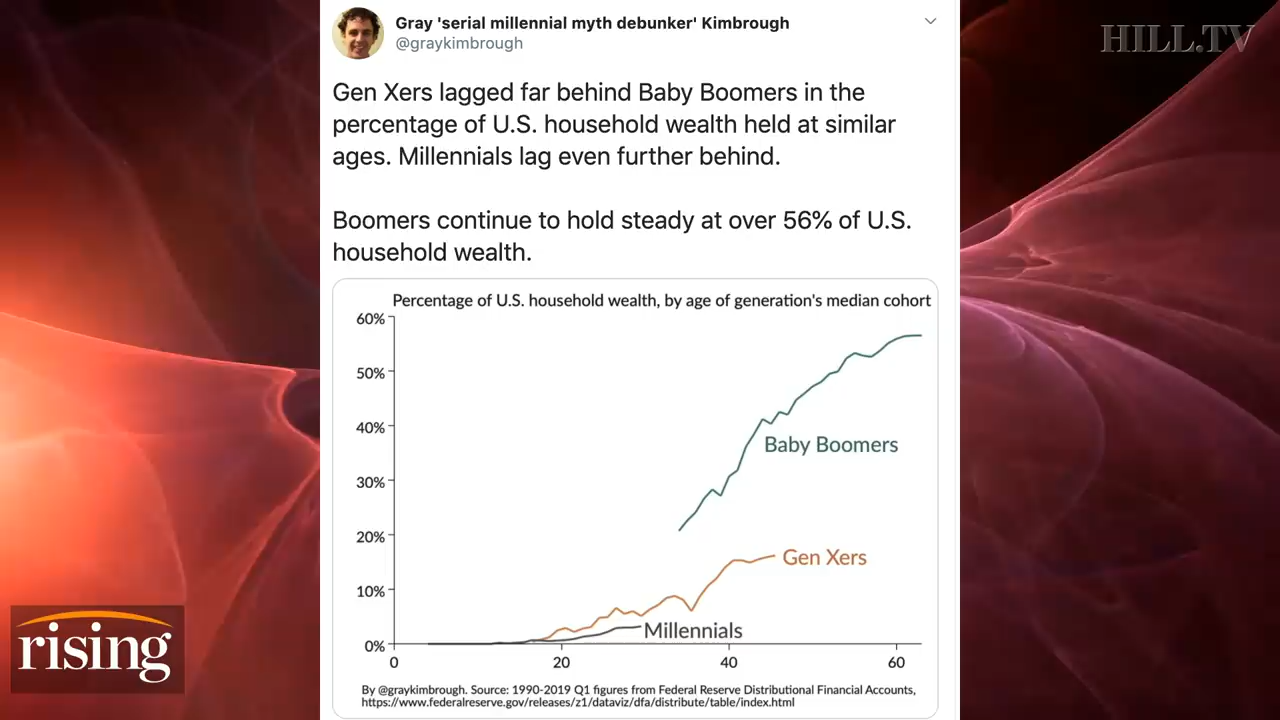 Gray 'serial millennial myth debunker' Kimbrough
@graykimbrough
HILL.TV
Gen Xers lagged far behind Baby Boomers in the
percentage of U.S. household wealth held at similar
ages. Millennials lag even further behind.
Boomers continue to hold steady at over 56% of U.S.
household wealth.
Percentage of U.S. household wealth, by age of generation's median cohort
60%
50%
40%
30%
20%
10%
0%
Baby Boomers
Gen Xers
Millennials
0
20
40
60
By @graykimbrough. Source: 1990-2019 Q1 figures from Federal Reserve Distributional Financial Accounts,
https://www.federalreserve.gov/releases/z1/dataviz/dfa/distribute/table/index.html
rising